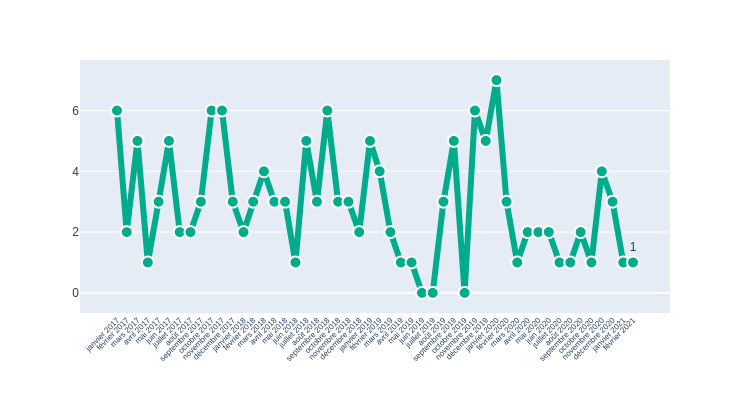 6
4
2
0
1
janvier 2017
février 2017
mars 2017
avril 2017
mai 2017
juin 2017
juillet 2017
août 2017
septembre 2017
octobre 2017
novembre 2017
décembre 2017
janvier 2018
février 2018
mars 2018
avril 2018
mai 2018
juin 2018
juillet 2018
août 2018
septembre 2018
octobre 2018
novembre 2018
décembre 2018
janvier 2019
février 2019
mars 2019
avril 2019
mai 2019
juin 2019
juillet 2019
août 2019
septembre 2019
octobre 2019
novembre 2019
décembre 2019
janvier 2020
février 2020
mars 2020
avril 2020
mai 2020
juin 2020
juillet 2020
août 2020
septembre 2020
octobre 2020
novembre 2020
décembre 2020
janvier 2021
février 2021